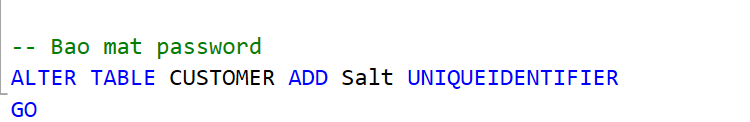 -- Bao mat password
ALTER TABLE CUSTOMER ADD Salt UNIQUEIDENTIFIER
GO